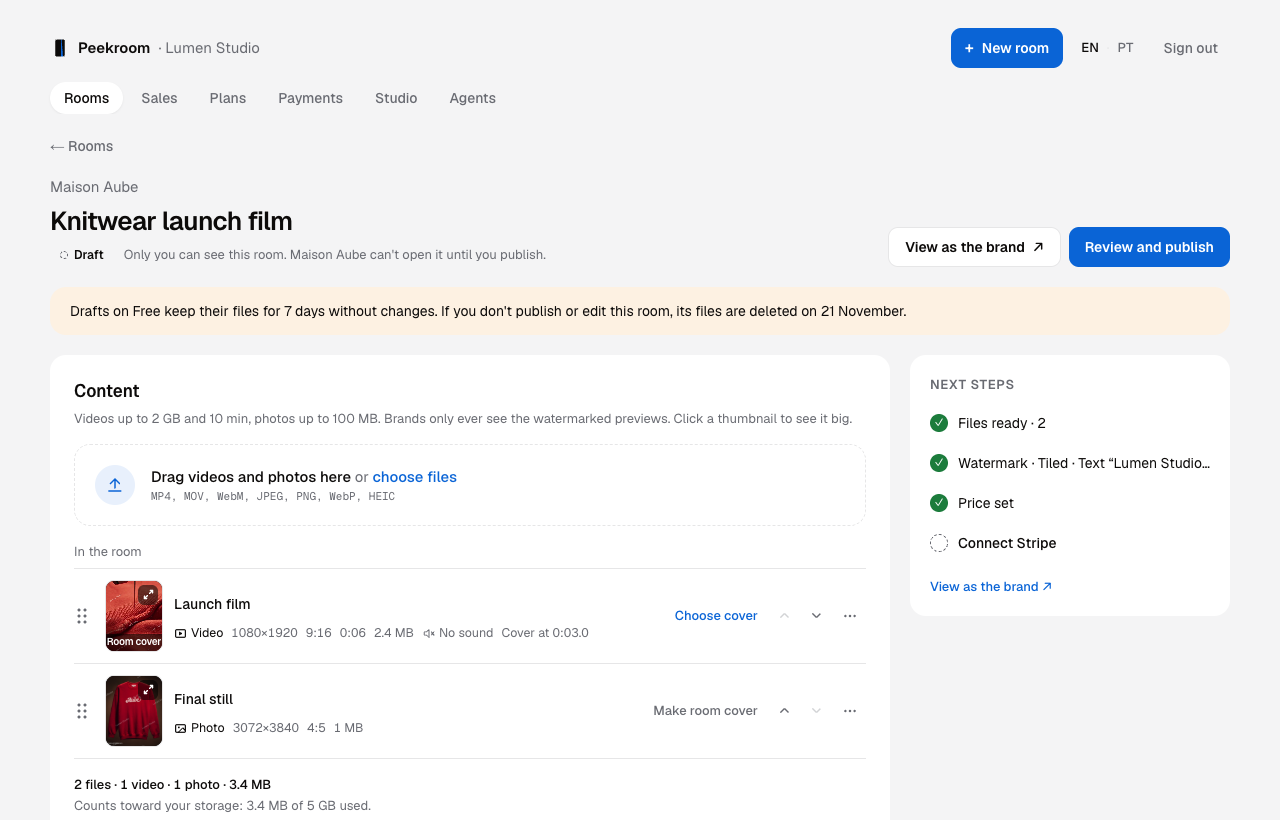 Peekroom · Lumen Studio
+ New room
EN PT
Sign out
Rooms Sales Plans Payments Studio Agents
← Rooms
Maison Aube
Knitwear launch film
Draft Only you can see this room. Maison Aube can't open it until you publish.
View as the brand ↗
Review and publish
Drafts on Free keep their files for 7 days without changes. If you don't publish or edit this room, its files are deleted on 21 November.
Content
Videos up to 2 GB and 10 min, photos up to 100 MB. Brands only ever see the watermarked previews. Click a thumbnail to see it big.
Drag videos and photos here or choose files
MP4, MOV, WebM, JPEG, PNG, WebP, HEIC
In the room
Room cover
Launch film
Video 1080×1920 9:16 0:06 2.4 MB No sound Cover at 0:03.0
Choose cover
Final still
Photo 3072×3840 4:5 1 MB
Make room cover
2 files · 1 video · 1 photo · 3.4 MB
Counts toward your storage: 3.4 MB of 5 GB used.
NEXT STEPS
Files ready · 2
Watermark · Tiled · Text “Lumen Studio…
Price set
Connect Stripe
View as the brand ↗